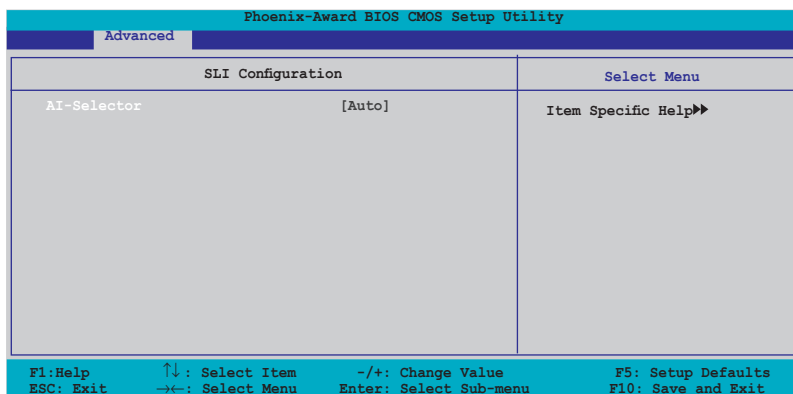 Phoenix-Award BIOS CMOS Setup Utility
Advanced
SLI Configuration
Select Menu
AI-Selector [Auto]
Item Specific Help▶▶
F1:Help ↑↓: Select Item -/+: Change Value F5: Setup Defaults
ESC: Exit →←: Select Menu Enter: Select Sub-menu F10: Save and Exit